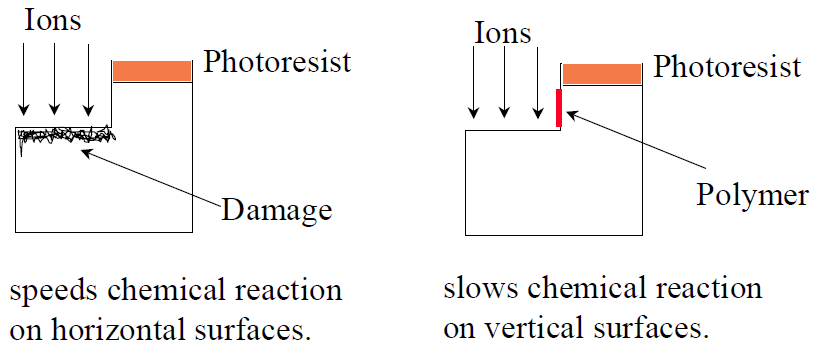 Ions
Photoresist
Damage
speeds chemical reaction
on horizontal surfaces.
Ions
Photoresist
Polymer
slows chemical reaction
on vertical surfaces.